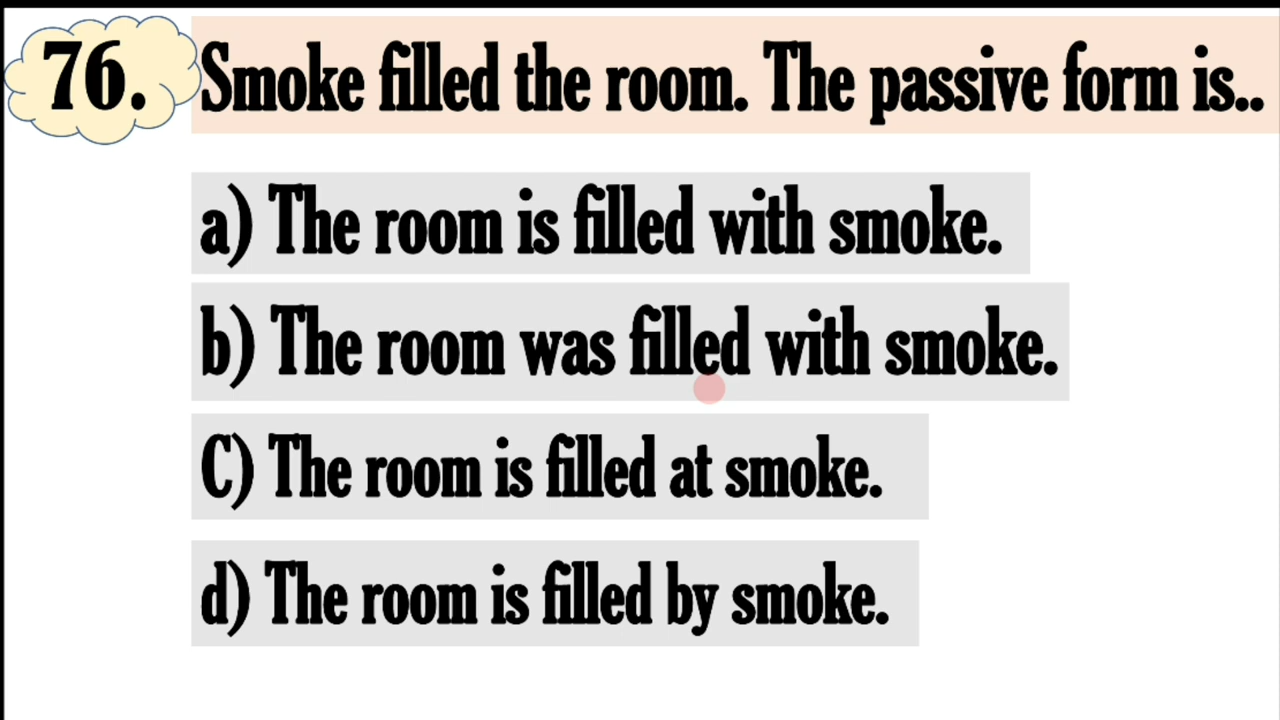 76. Smoke filled the room. The passive form is..
a) The room is filled with smoke.
b) The room was filled with smoke.
C) The room is filled at smoke.
d) The room is filled by smoke.